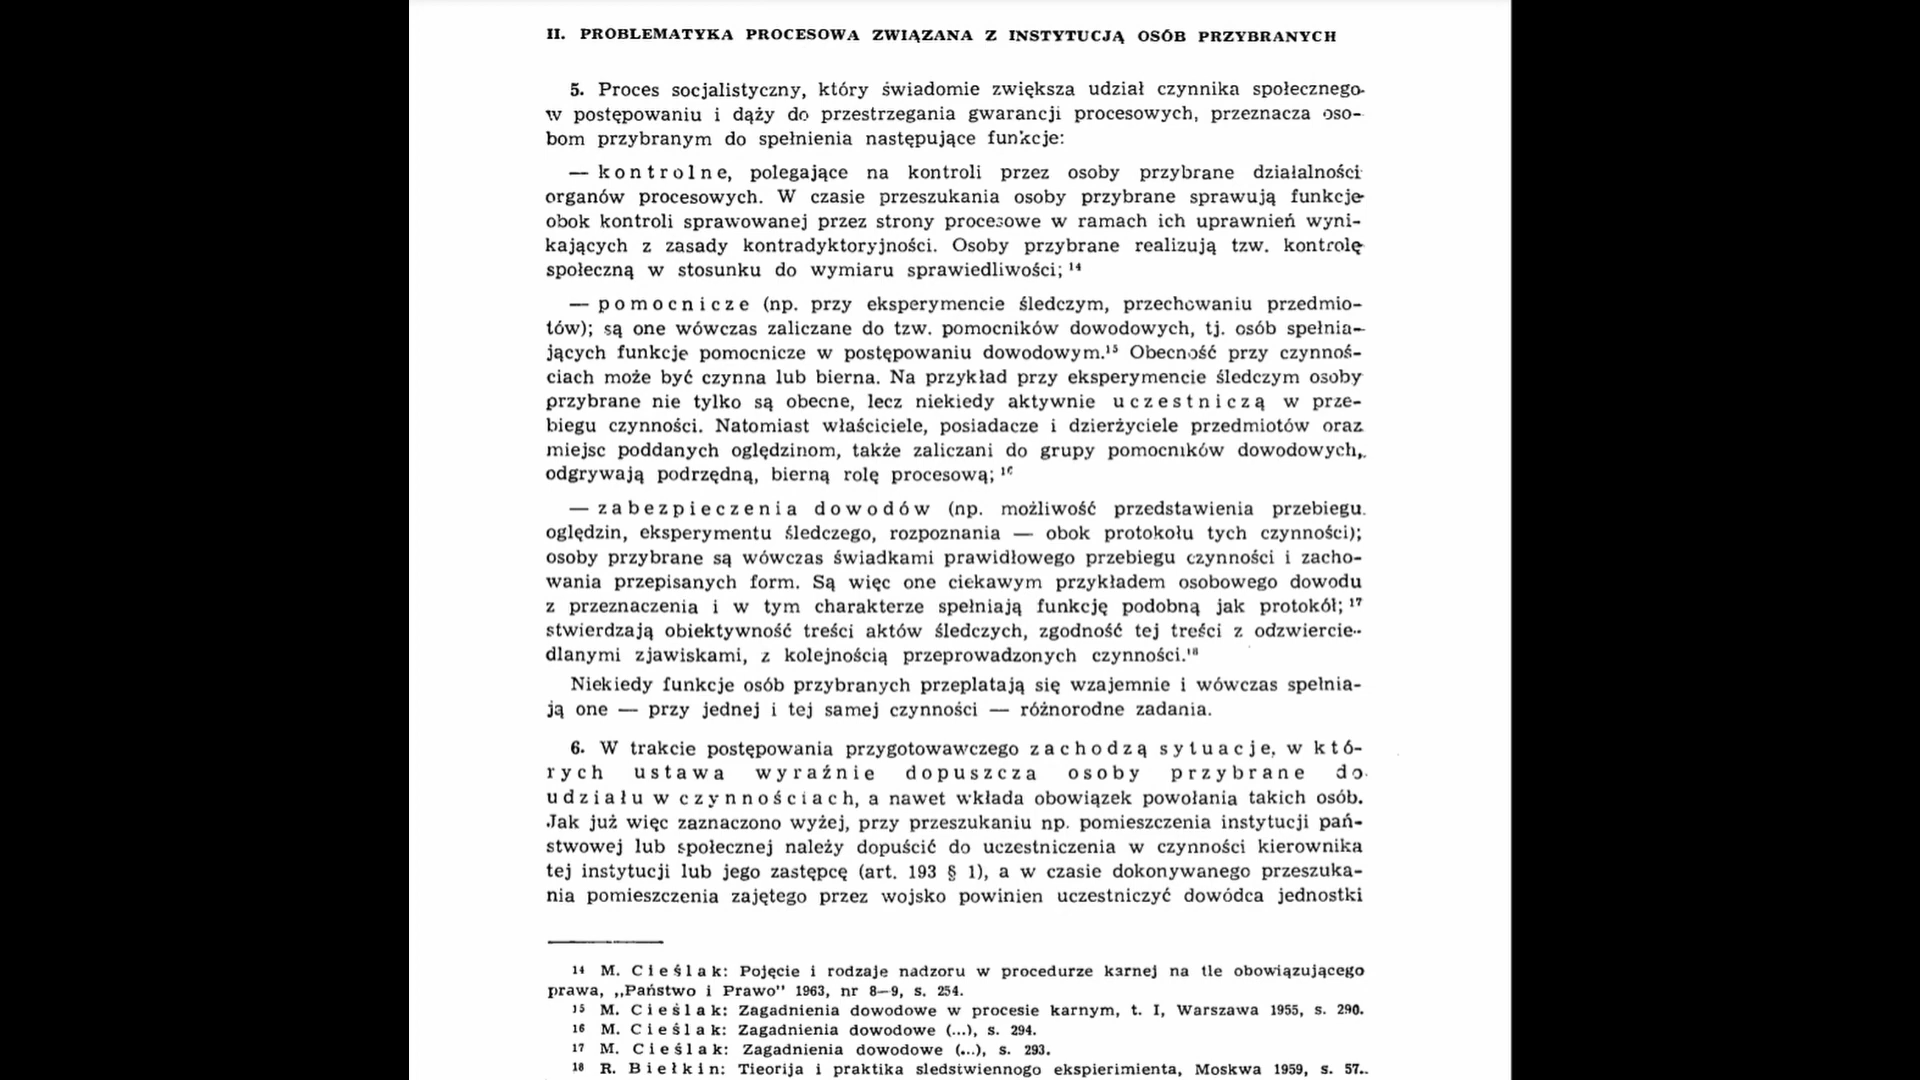 II. PROBLEMATYKA PROCESOWA ZWIĄZANA Z INSTYTUCJĄ OSÓB PRZYBRANYCH
5. Proces socjalistyczny, który świadomie zwiększa udział czynnika społecznego
w postępowaniu i dąży do przestrzegania gwarancji procesowych, przeznacza oso-
bom przybranym do spełnienia następujące funkcje:
— kontrolne, polegające na kontroli przez osoby przybrane działalności
organów procesowych. W czasie przeszukania osoby przybrane sprawują funkcje
obok kontroli sprawowanej przez strony procesowe w ramach ich uprawnień wyni-
kających z zasady kontradyktoryjności. Osoby przybrane realizują tzw. kontrolę
społeczną w stosunku do wymiaru sprawiedliwości; 14
— pomocnicze (np. przy eksperymencie śledczym, przechowaniu przedmio-
tów); są one wówczas zaliczane do tzw. pomocników dowodowych, tj. osób spełnia-
jących funkcje pomocnicze w postępowaniu dowodowym.15 Obecność przy czynnoś-
ciach może być czynna lub bierna. Na przykład przy eksperymencie śledczym osoby
przybrane nie tylko są obecne, lecz niekiedy aktywnie uczestniczą w prze-
biegu czynności. Natomiast właściciele, posiadacze i dzierżyciele przedmiotów oraz
miejsc poddanych oględzinom, także zaliczani do grupy pomocników dowodowych,
odgrywają podrzędną, bierną rolę procesową; 16
— zabezpieczenia dowodów (np. możliwość przedstawienia przebiegu
oględzin, eksperymentu śledczego, rozpoznania — obok protokołu tych czynności);
osoby przybrane są wówczas świadkami prawidłowego przebiegu czynności i zacho-
wania przepisanych form. Są więc one ciekawym przykładem osobowego dowodu
z przeznaczenia i w tym charakterze spełniają funkcję podobną jak protokół; 17
stwierdzają obiektywność treści aktów śledczych, zgodność tej treści z odzwiercie-
dlanymi zjawiskami, z kolejnością przeprowadzonych czynności.18
Niekiedy funkcje osób przybranych przeplatają się wzajemnie i wówczas spełnia-
ją one — przy jednej i tej samej czynności — różnorodne zadania.
6. W trakcie postępowania przygotowawczego zachodzą sytuacje, w któ-
rych ustawa wyraźnie dopuszcza osoby przybrane do
udziału w czynnościach, a nawet wkłada obowiązek powołania takich osób.
Jak już więc zaznaczono wyżej, przy przeszukaniu np. pomieszczenia instytucji pań-
stwowej lub społecznej należy dopuścić do uczestniczenia w czynności kierownika
tej instytucji lub jego zastępcę (art. 193 § 1), a w czasie dokonywanego przeszuka-
nia pomieszczenia zajętego przez wojsko powinien uczestniczyć dowódca jednostki
14 M. Cieślak: Pojęcie i rodzaje nadzoru w procedurze karnej na tle obowiązującego
prawa, ,,Państwo i Prawo" 1963, nr 8—9, s. 254.
15 M. Cieślak: Zagadnienia dowodowe w procesie karnym, t. I, Warszawa 1955, s. 290.
16 M. Cieślak: Zagadnienia dowodowe (...), s. 294.
17 M. Cieślak: Zagadnienia dowodowe (...), s. 293.
18 R. Biełkin: Tieorija i praktika sledstwiennogo ekspierimienta, Moskwa 1959, s. 57.